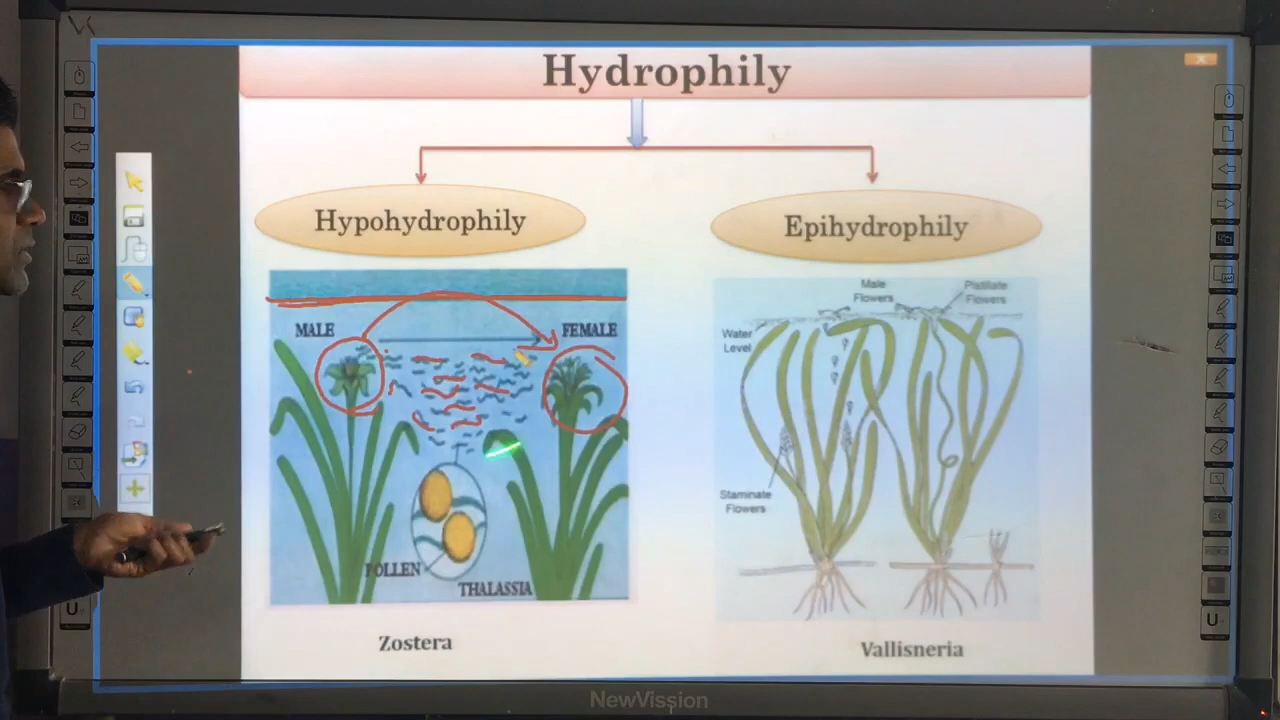 Hydrophily
Hypohydrophily
Epihydrophily
MALE
FEMALE
POLLEN
THALASSIA
Zostera
Male
Flowers
Pistillate
Flowers
Water
Level
Staminate
Flowers
Vallisneria
U
U
NewVission